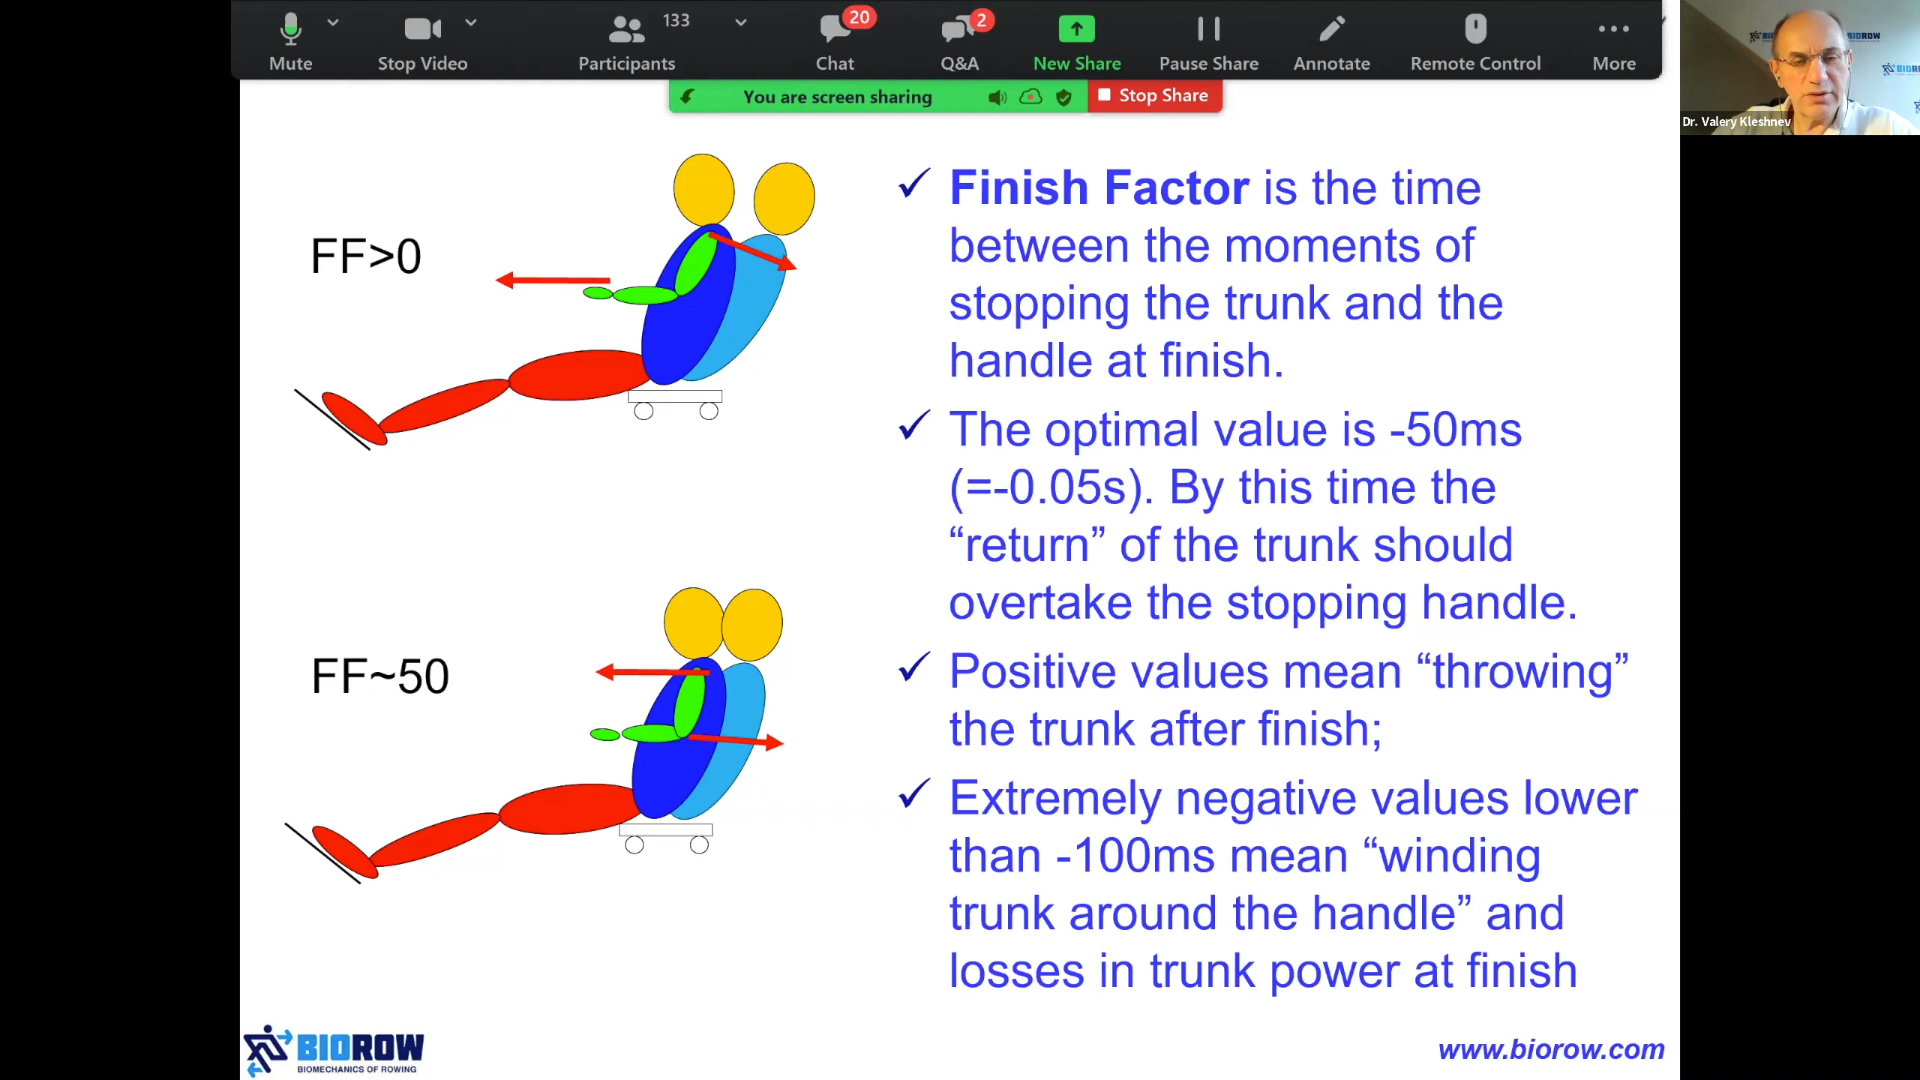 133
20
2
Mute
Stop Video
Participants
Chat
Q&A
New Share
Pause Share
Annotate
Remote Control
More
You are screen sharing
Stop Share
Dr. Valery Kleshnev
FF>0
FF~50
Finish Factor is the time
between the moments of
stopping the trunk and the
handle at finish.
The optimal value is -50ms
(=-0.05s). By this time the
“return” of the trunk should
overtake the stopping handle.
Positive values mean “throwing”
the trunk after finish;
Extremely negative values lower
than -100ms mean “winding
trunk around the handle” and
losses in trunk power at finish
BIOROW
BIOMECHANICS OF ROWING
www.biorow.com